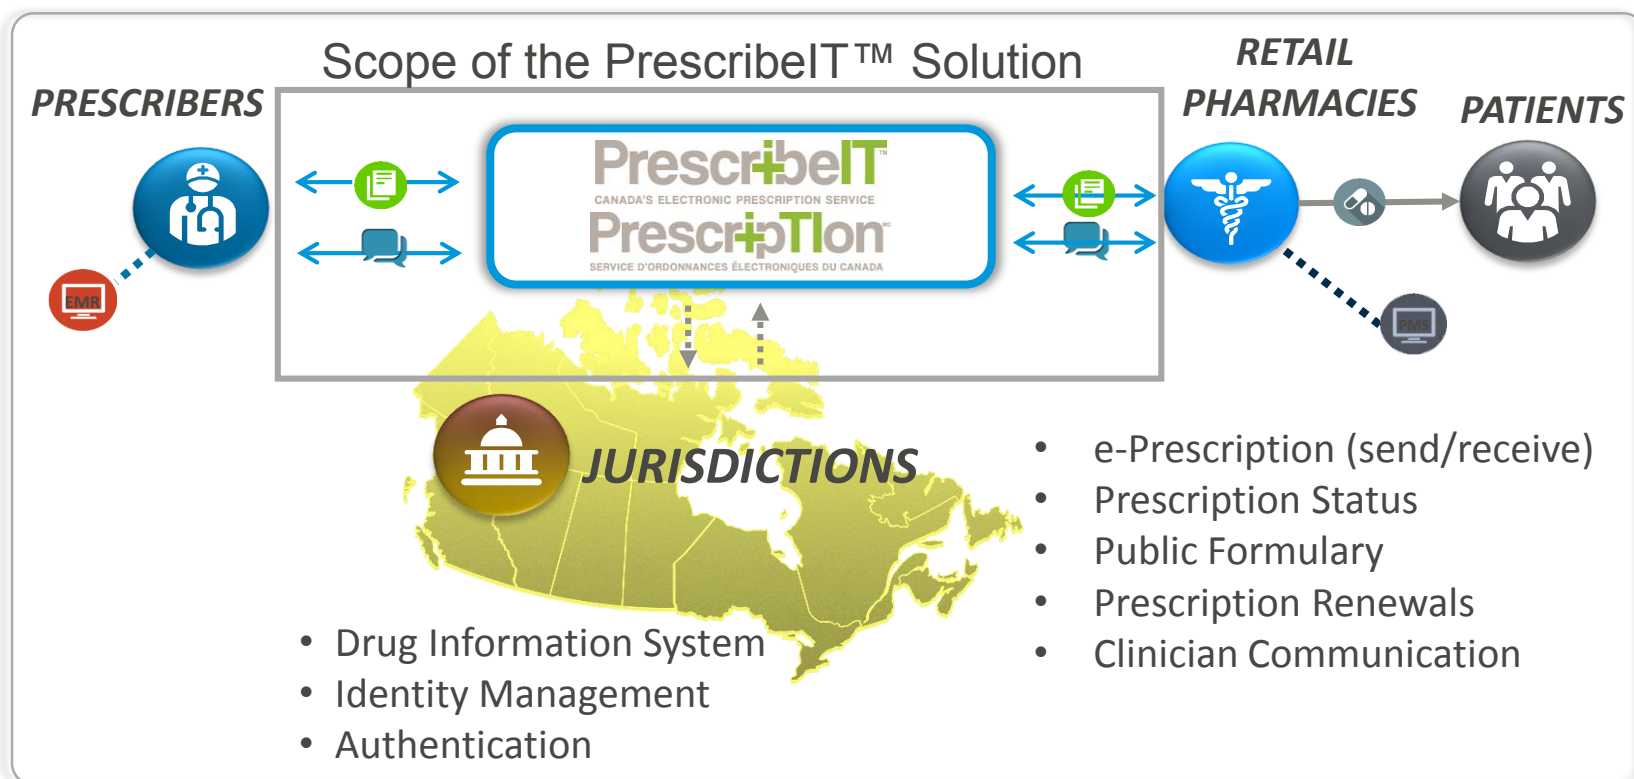 Scope of the PrescribeIT™ Solution
PRESCRIBERS
RETAIL
PHARMACIES
PATIENTS
PrescribeIT™
CANADA'S ELECTRONIC PRESCRIPTION SERVICE
PrescripTIon MC
SERVICE D'ORDONNANCES ÉLECTRONIQUES DU CANADA
EMR
PMS
JURISDICTIONS
• e-Prescription (send/receive)
• Prescription Status
• Public Formulary
• Prescription Renewals
• Clinician Communication
• Drug Information System
• Identity Management
• Authentication